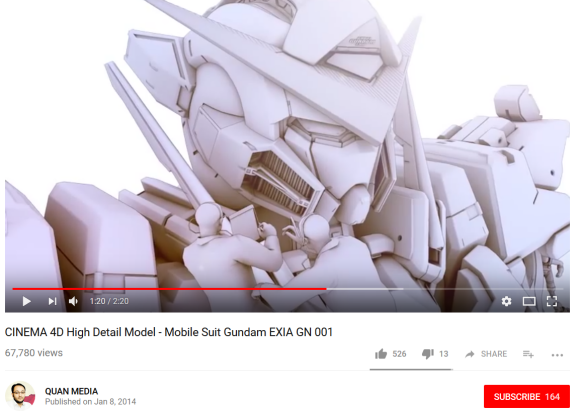 1:20 / 2:20
CINEMA 4D High Detail Model - Mobile Suit Gundam EXIA GN 001
67,780 views
526 13 SHARE
QUAN MEDIA
Published on Jan 8, 2014
SUBSCRIBE 164